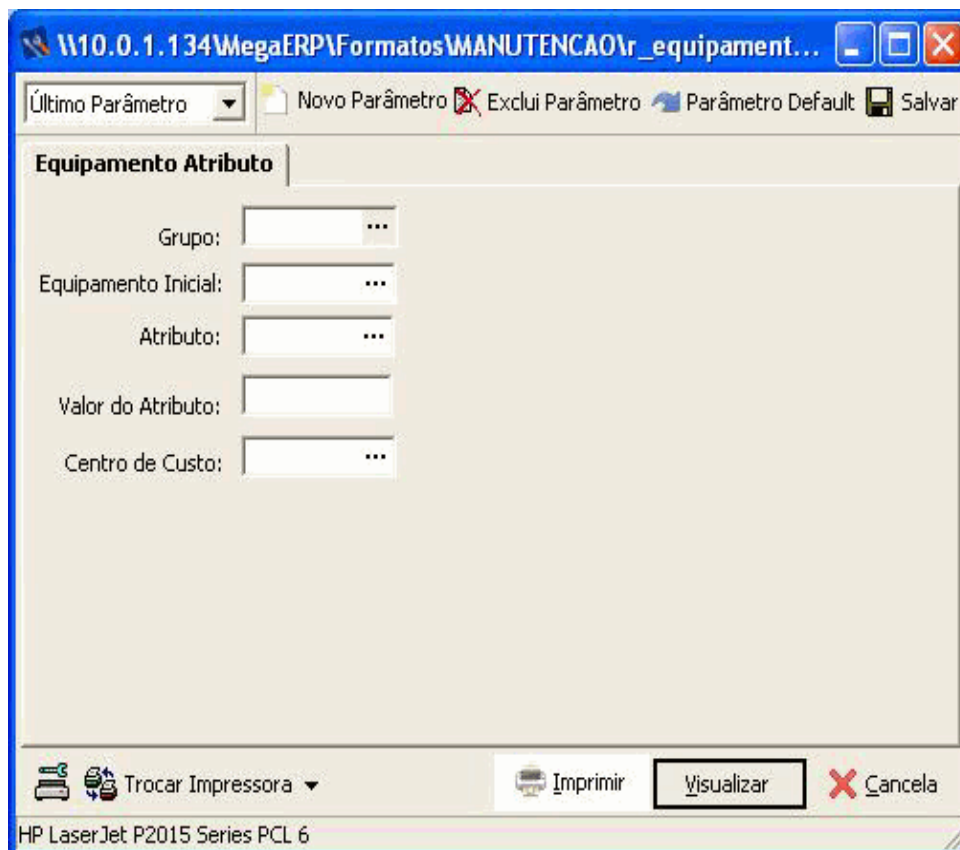 \\10.0.1.134\MegaERP\Formatos\MANUTENCAO\r_equipament...
Último Parâmetro Novo Parâmetro Exclui Parâmetro Parâmetro Default Salvar
Equipamento Atributo
Grupo: ...
Equipamento Inicial: ...
Atributo: ...
Valor do Atributo:
Centro de Custo: ...
Trocar Impressora Imprimir Visualizar Cancela
HP LaserJet P2015 Series PCL 6